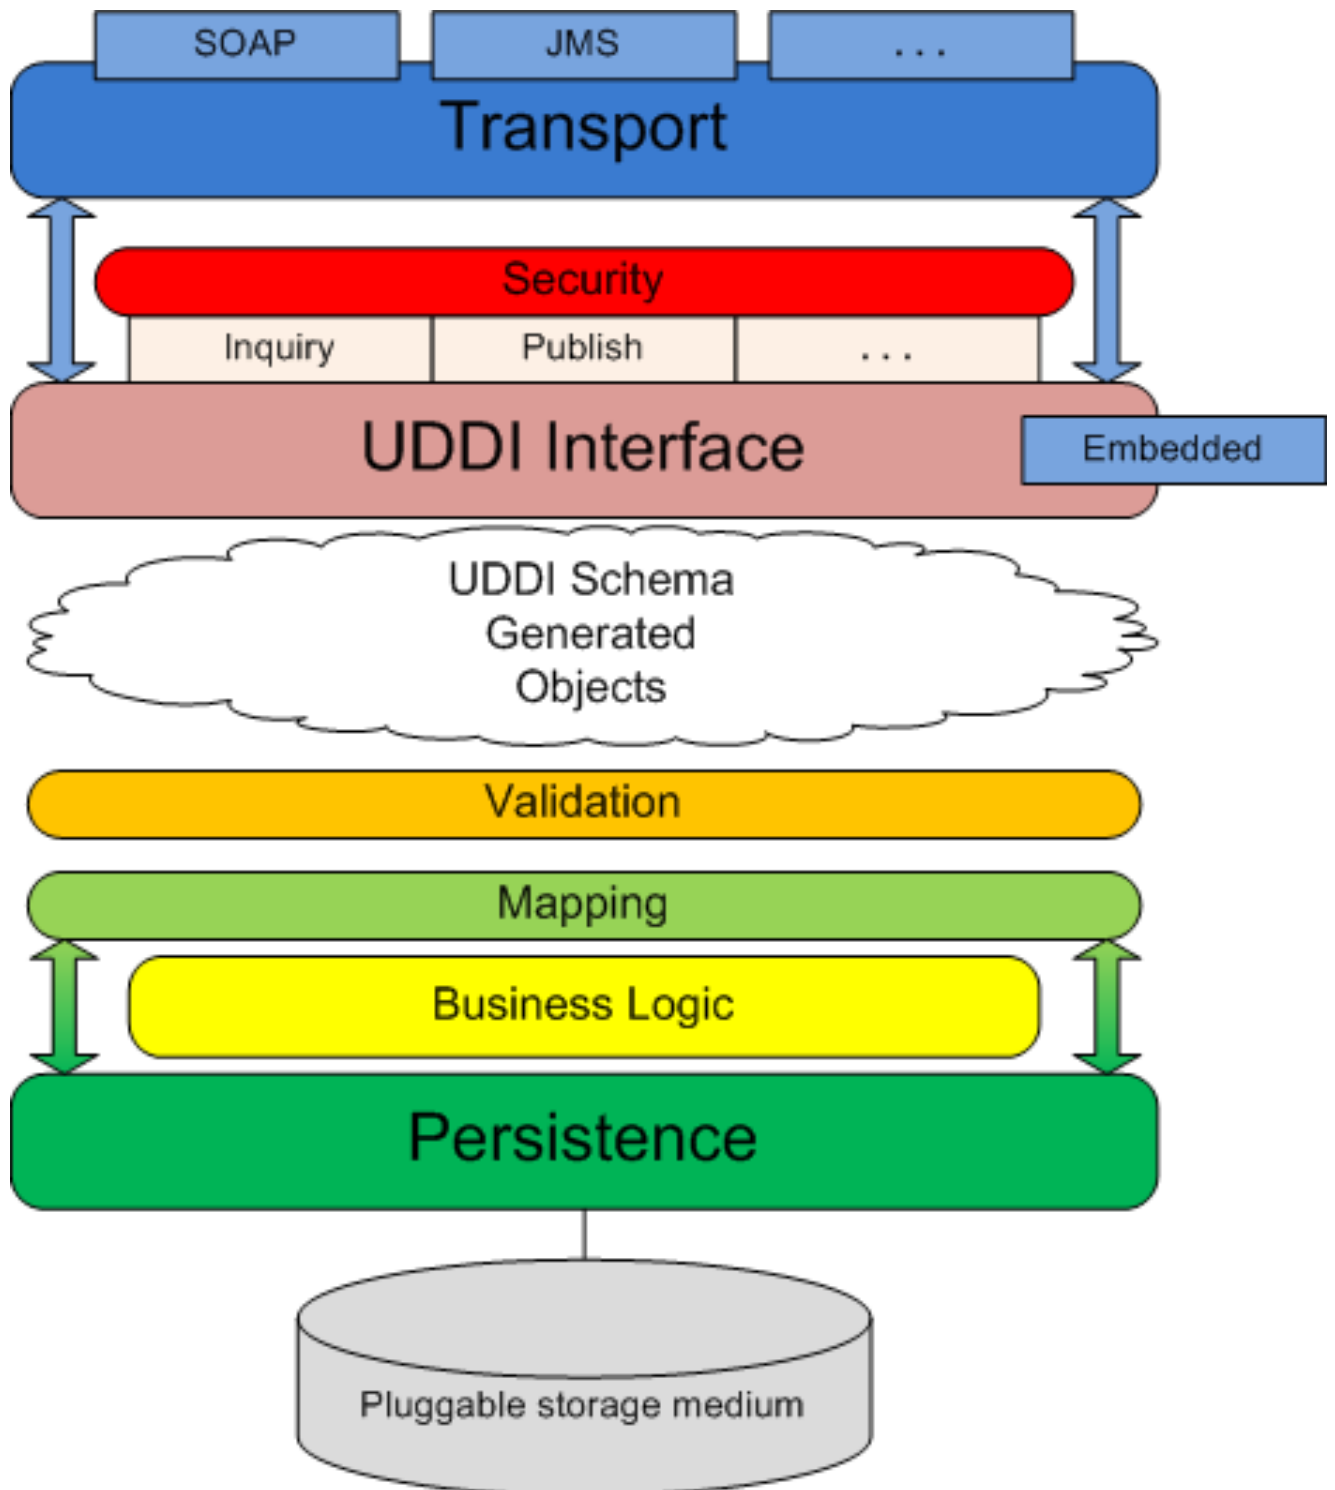 SOAP
JMS
. . .
Transport
Security
Inquiry
Publish
. . .
UDDI Interface
Embedded
UDDI Schema
Generated
Objects
Validation
Mapping
Business Logic
Persistence
Pluggable storage medium